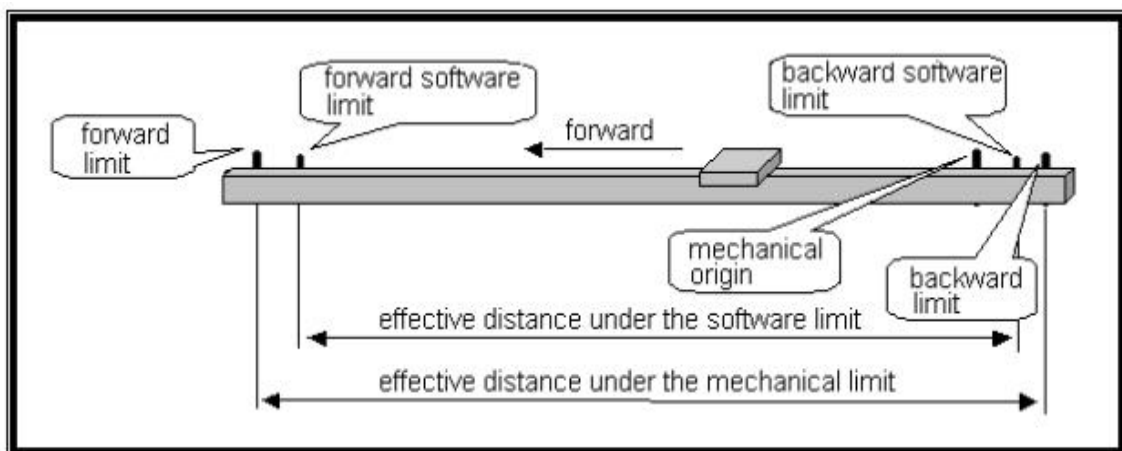 forward software
limit
backward software
limit
forward
limit
forward
mechanical
origin
backward
limit
effective distance under the software limit
effective distance under the mechanical limit